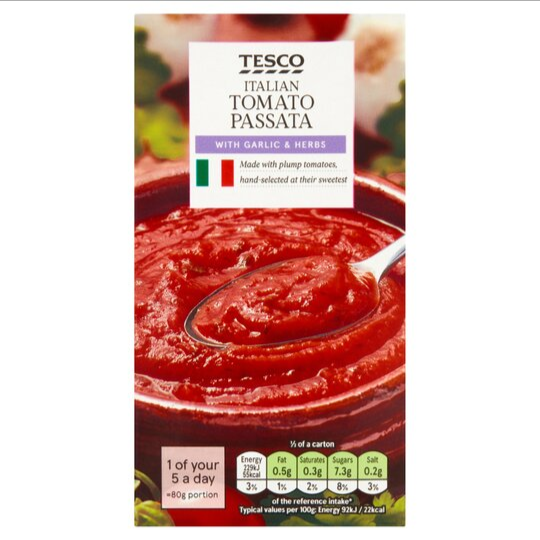 TESCO
ITALIAN
TOMATO
PASSATA
WITH GARLIC & HERBS
Made with plump tomatoes,
hand-selected at their sweetest
1 of your
5 a day
=80g portion
⅓ of a carton
Energy Fat Saturates Sugars Salt
229kJ
55kcal 0.5g 0.3g 7.3g 0.2g
3% 1% 2% 8% 3%
of the reference intake*
Typical values per 100g: Energy 92kJ / 22kcal